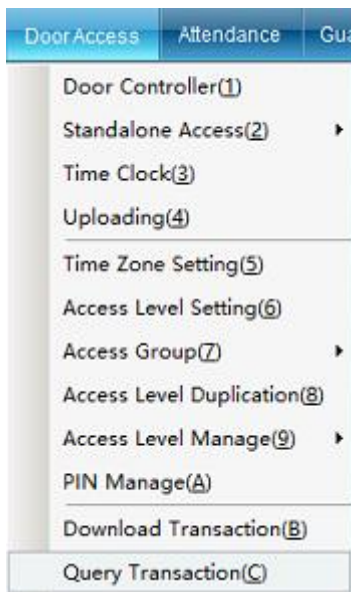 Door Access Attendance Gua
Door Controller(1)
Standalone Access(2)
Time Clock(3)
Uploading(4)
Time Zone Setting(5)
Access Level Setting(6)
Access Group(7)
Access Level Duplication(8)
Access Level Manage(9)
PIN Manage(A)
Download Transaction(B)
Query Transaction(C)